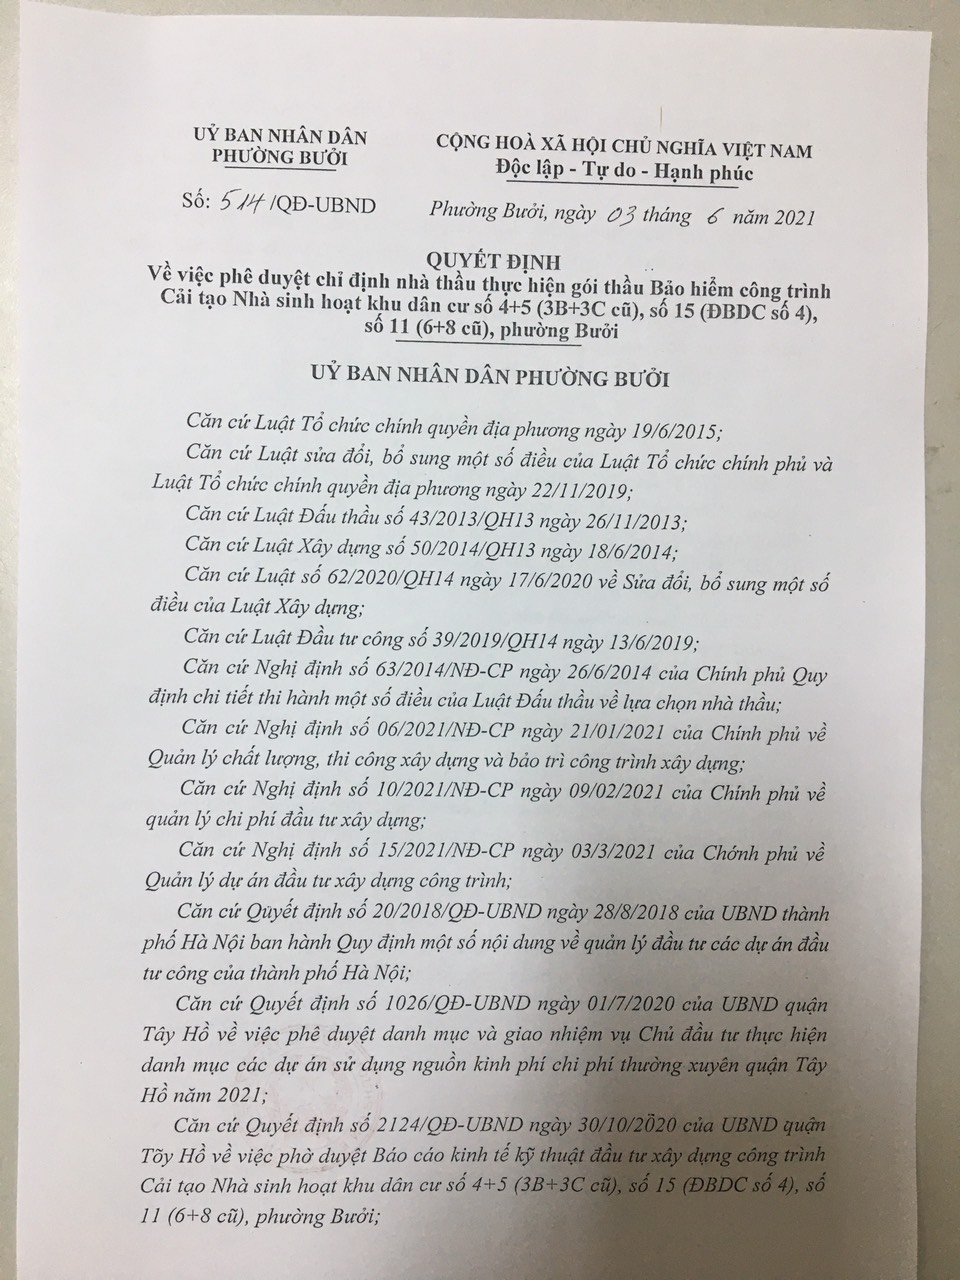 UỶ BAN NHÂN DÂN
PHƯỜNG BƯỞI
Số: 514 /QĐ-UBND
CỘNG HOÀ XÃ HỘI CHỦ NGHĨA VIỆT NAM
Độc lập - Tự do - Hạnh phúc
Phường Bưởi, ngày 03 tháng 6 năm 2021
QUYẾT ĐỊNH
Về việc phê duyệt chỉ định nhà thầu thực hiện gói thầu Bảo hiểm công trình
Cải tạo Nhà sinh hoạt khu dân cư số 4+5 (3B+3C cũ), số 15 (ĐBDC số 4),
số 11 (6+8 cũ), phường Bưởi
UỶ BAN NHÂN DÂN PHƯỜNG BƯỞI
Căn cứ Luật Tổ chức chính quyền địa phương ngày 19/6/2015;
Căn cứ Luật sửa đổi, bổ sung một số điều của Luật Tổ chức chính phủ và
Luật Tổ chức chính quyền địa phương ngày 22/11/2019;
Căn cứ Luật Đấu thầu số 43/2013/QH13 ngày 26/11/2013;
Căn cứ Luật Xây dựng số 50/2014/QH13 ngày 18/6/2014;
Căn cứ Luật số 62/2020/QH14 ngày 17/6/2020 về Sửa đổi, bổ sung một số
điều của Luật Xây dựng;
Căn cứ Luật Đầu tư công số 39/2019/QH14 ngày 13/6/2019;
Căn cứ Nghị định số 63/2014/NĐ-CP ngày 26/6/2014 của Chính phủ Quy
định chi tiết thi hành một số điều của Luật Đấu thầu về lựa chọn nhà thầu;
Căn cứ Nghị định số 06/2021/NĐ-CP ngày 21/01/2021 của Chính phủ về
Quản lý chất lượng, thi công xây dựng và bảo trì công trình xây dựng;
Căn cứ Nghị định số 10/2021/NĐ-CP ngày 09/02/2021 của Chính phủ về
quản lý chi phí đầu tư xây dựng;
Căn cứ Nghị định số 15/2021/NĐ-CP ngày 03/3/2021 của Chớnh phủ về
Quản lý dự án đầu tư xây dựng công trình;
Căn cứ Quyết định số 20/2018/QĐ-UBND ngày 28/8/2018 của UBND thành
phố Hà Nội ban hành Quy định một số nội dung về quản lý đầu tư các dự án đầu
tư công của thành phố Hà Nội;
Căn cứ Quyết định số 1026/QĐ-UBND ngày 01/7/2020 của UBND quận
Tây Hồ về việc phê duyệt danh mục và giao nhiệm vụ Chủ đầu tư thực hiện
danh mục các dự án sử dụng nguồn kinh phí chi phí thường xuyên quận Tây
Hồ năm 2021;
Căn cứ Quyết định số 2124/QĐ-UBND ngày 30/10/2020 của UBND quận
Tõy Hồ về việc phờ duyệt Báo cáo kinh tế kỹ thuật đầu tư xây dựng công trình
Cải tạo Nhà sinh hoạt khu dân cư số 4+5 (3B+3C cũ), số 15 (ĐBDC số 4), số
11 (6+8 cũ), phường Bưởi;